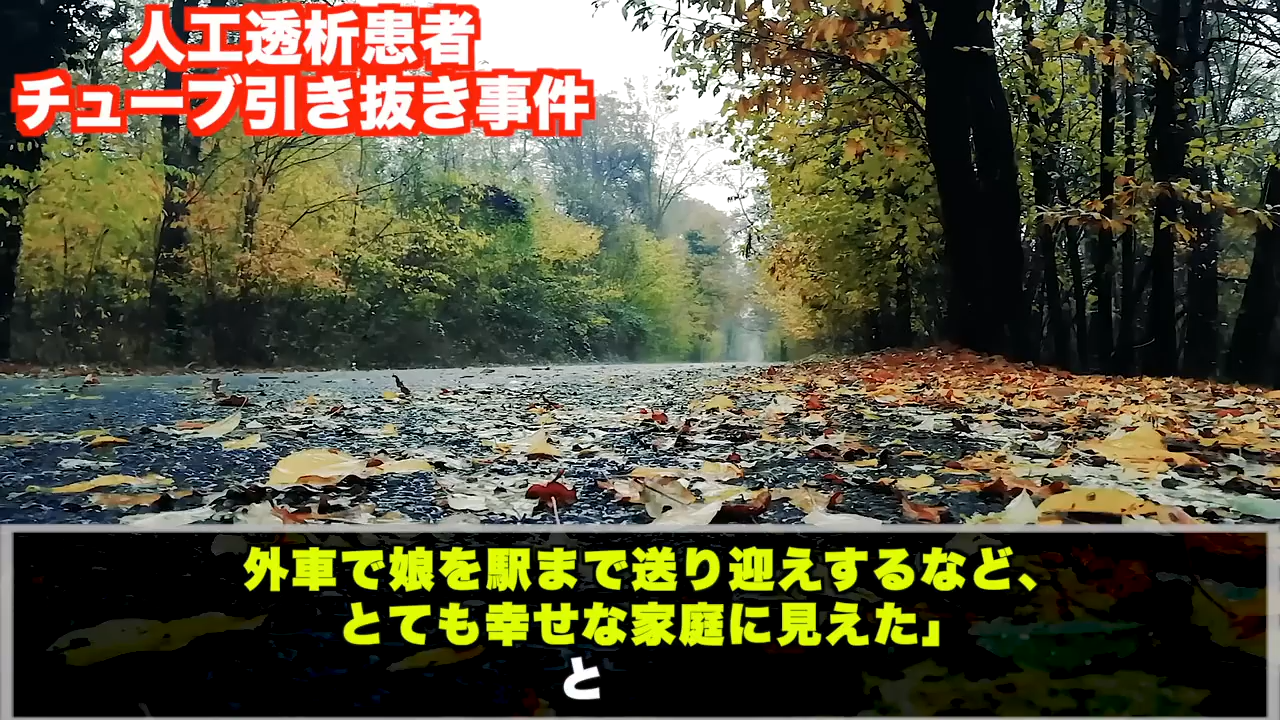 人工透析患者
チューブ引き抜き事件
外車で娘を駅まで送り迎えするなど、
とても幸せな家庭に見えた」
と